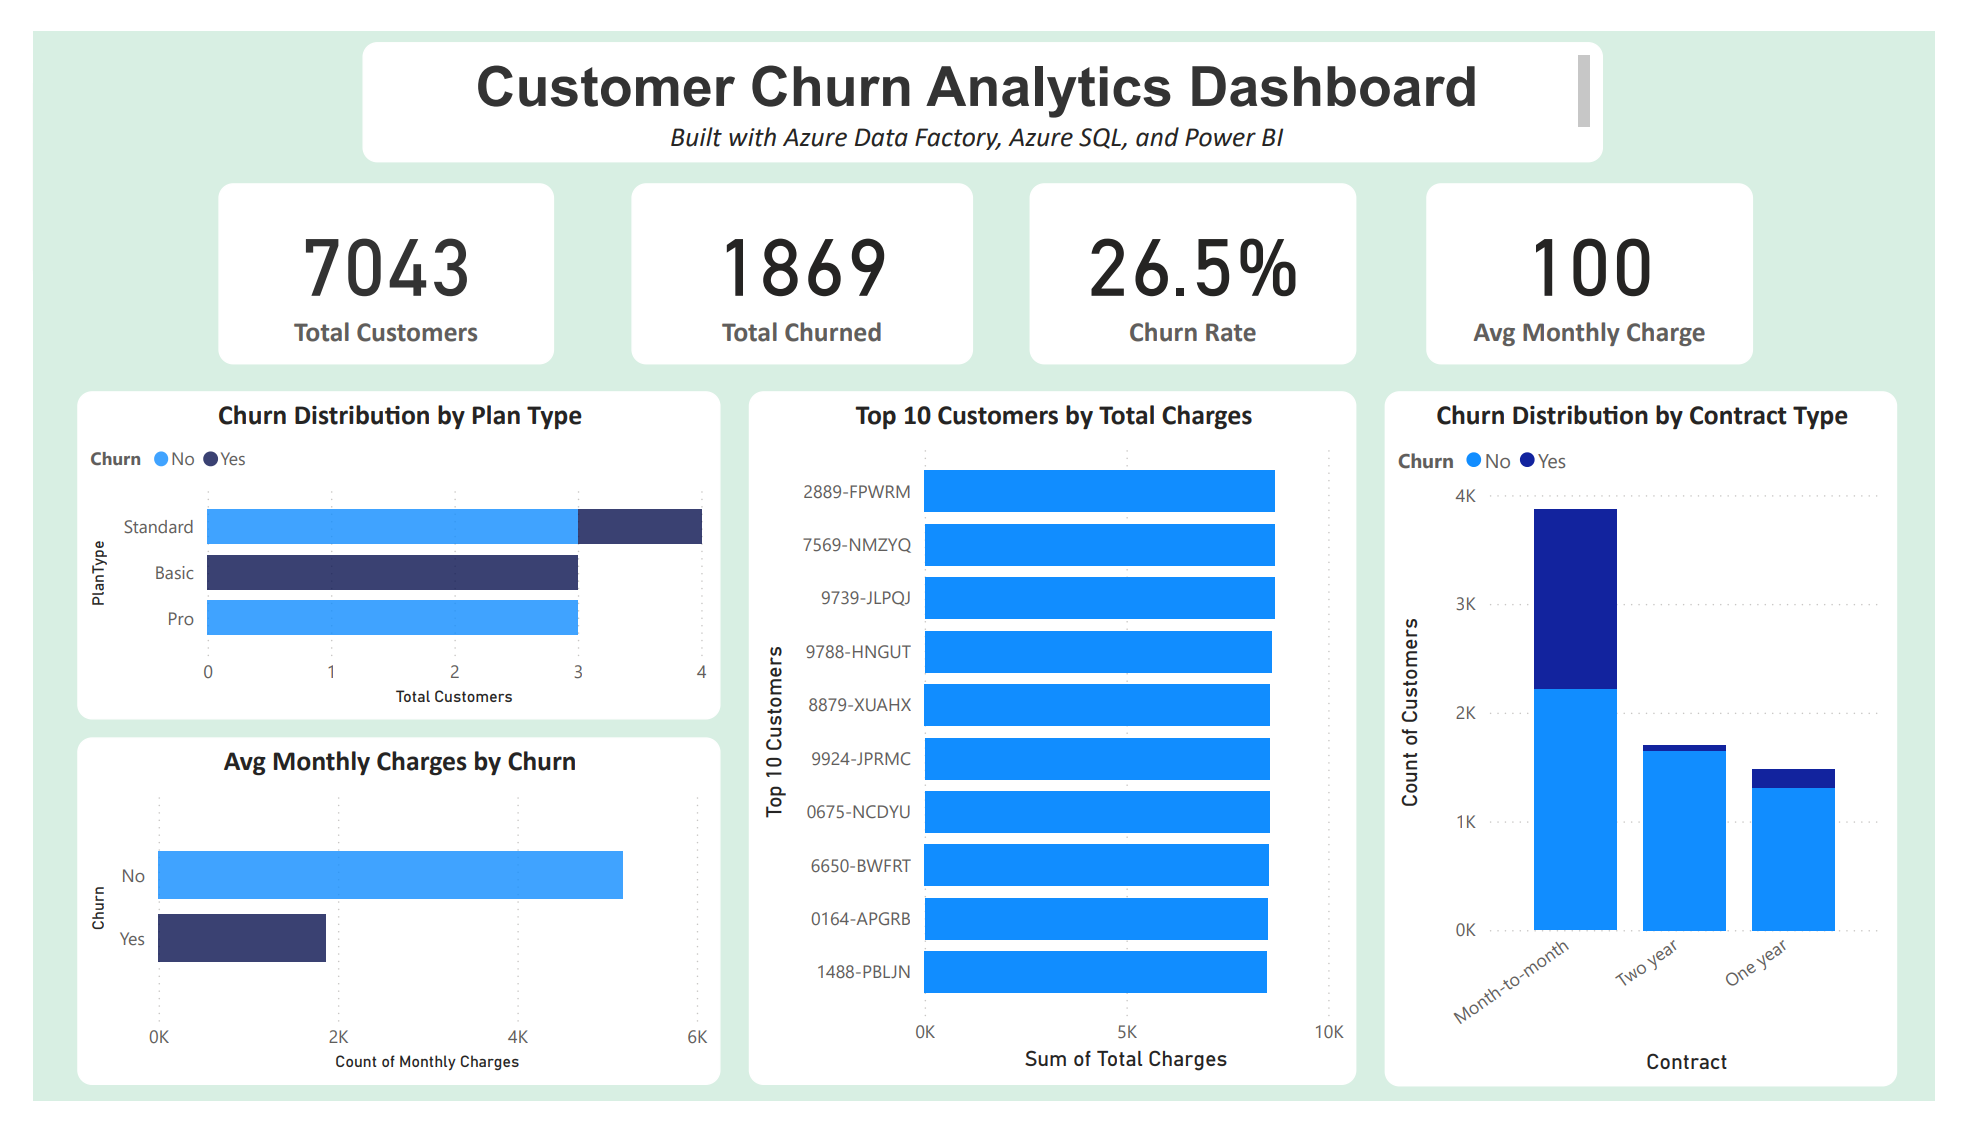 Customer Churn Analytics Dashboard
Built with Azure Data Factory, Azure SQL, and Power BI
7043
Total Customers
1869
Total Churned
26.5%
Churn Rate
100
Avg Monthly Charge
Churn Distribution by Plan Type
Churn No Yes
PlanType
Standard
Basic
Pro
0 1 2 3 4
Total Customers
Avg Monthly Charges by Churn
Churn
No
Yes
0K 2K 4K 6K
Count of Monthly Charges
Top 10 Customers by Total Charges
Top 10 Customers
2889-FPWRM
7569-NMZYQ
9739-JLPQJ
9788-HNGUT
8879-XUAHX
9924-JPRMC
0675-NCDYU
6650-BWFRT
0164-APGRB
1488-PBLJN
0K 5K 10K
Sum of Total Charges
Churn Distribution by Contract Type
Churn No Yes
Count of Customers
4K
3K
2K
1K
0K
Month-to-month Two year One year
Contract